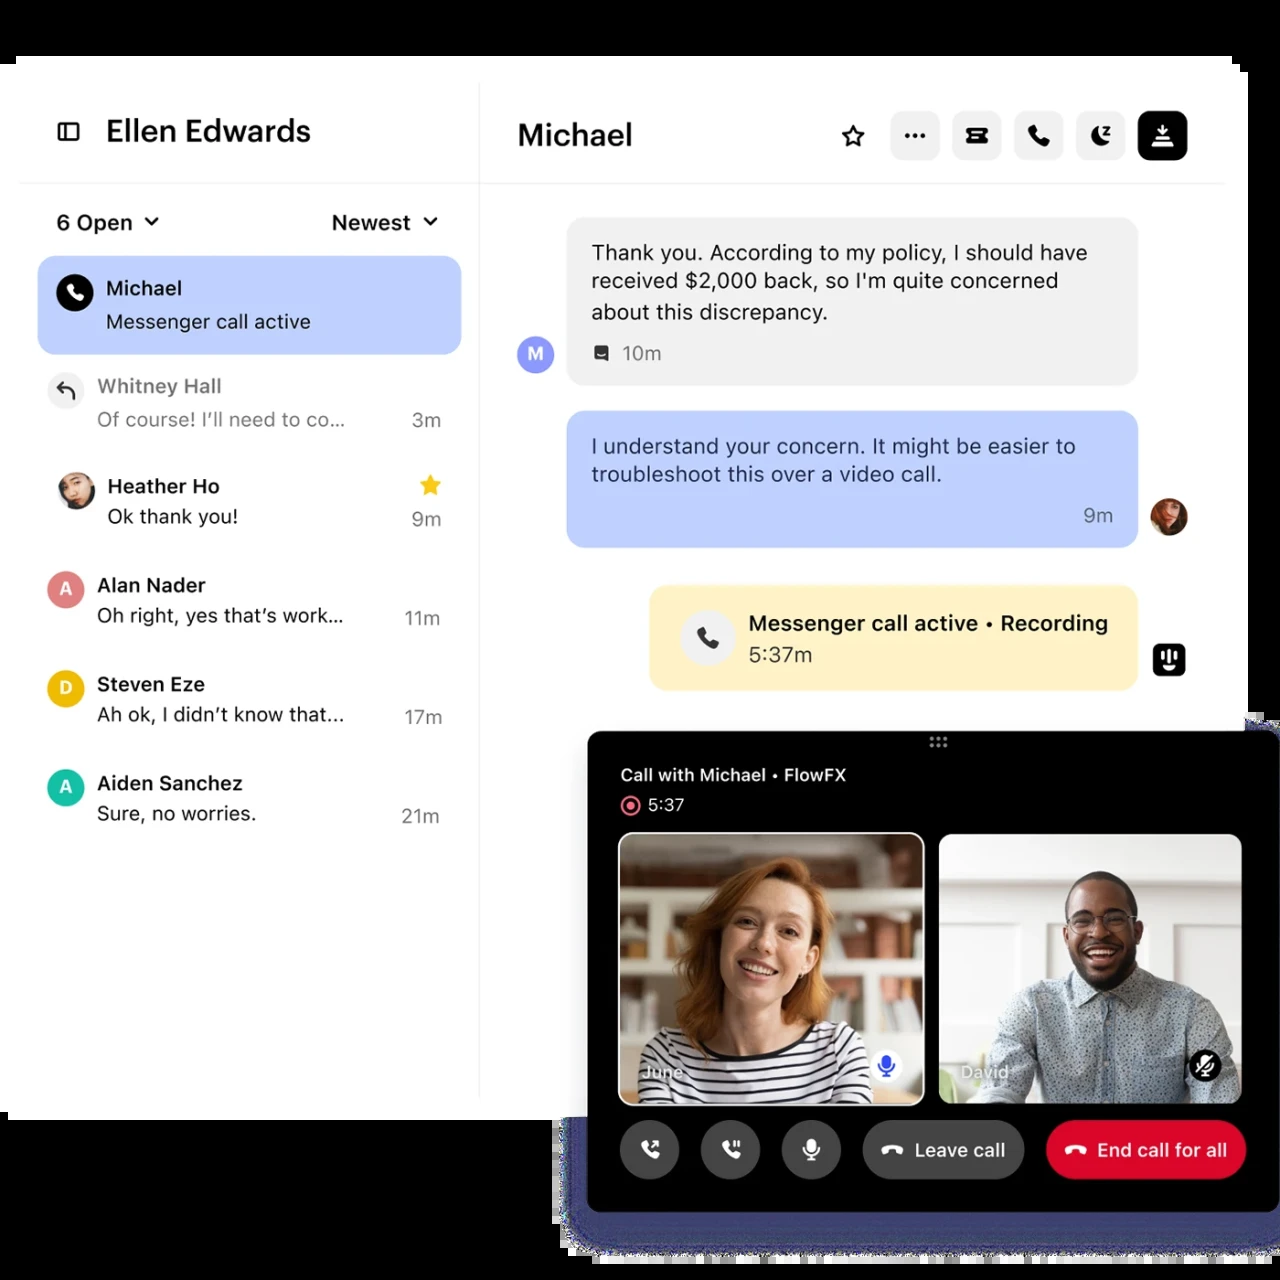 Ellen Edwards
6 Open
Newest
Michael
Messenger call active
Whitney Hall
Of course! I’ll need to co...
3m
Heather Ho
Ok thank you!
9m
A
Alan Nader
Oh right, yes that’s work...
11m
D
Steven Eze
Ah ok, I didn’t know that...
17m
A
Aiden Sanchez
Sure, no worries.
21m
Michael
z
Thank you. According to my policy, I should have
received $2,000 back, so I'm quite concerned
about this discrepancy.
10m
M
I understand your concern. It might be easier to
troubleshoot this over a video call.
9m
Messenger call active • Recording
5:37m
Call with Michael • FlowFX
5:37
June
David
Leave call
End call for all